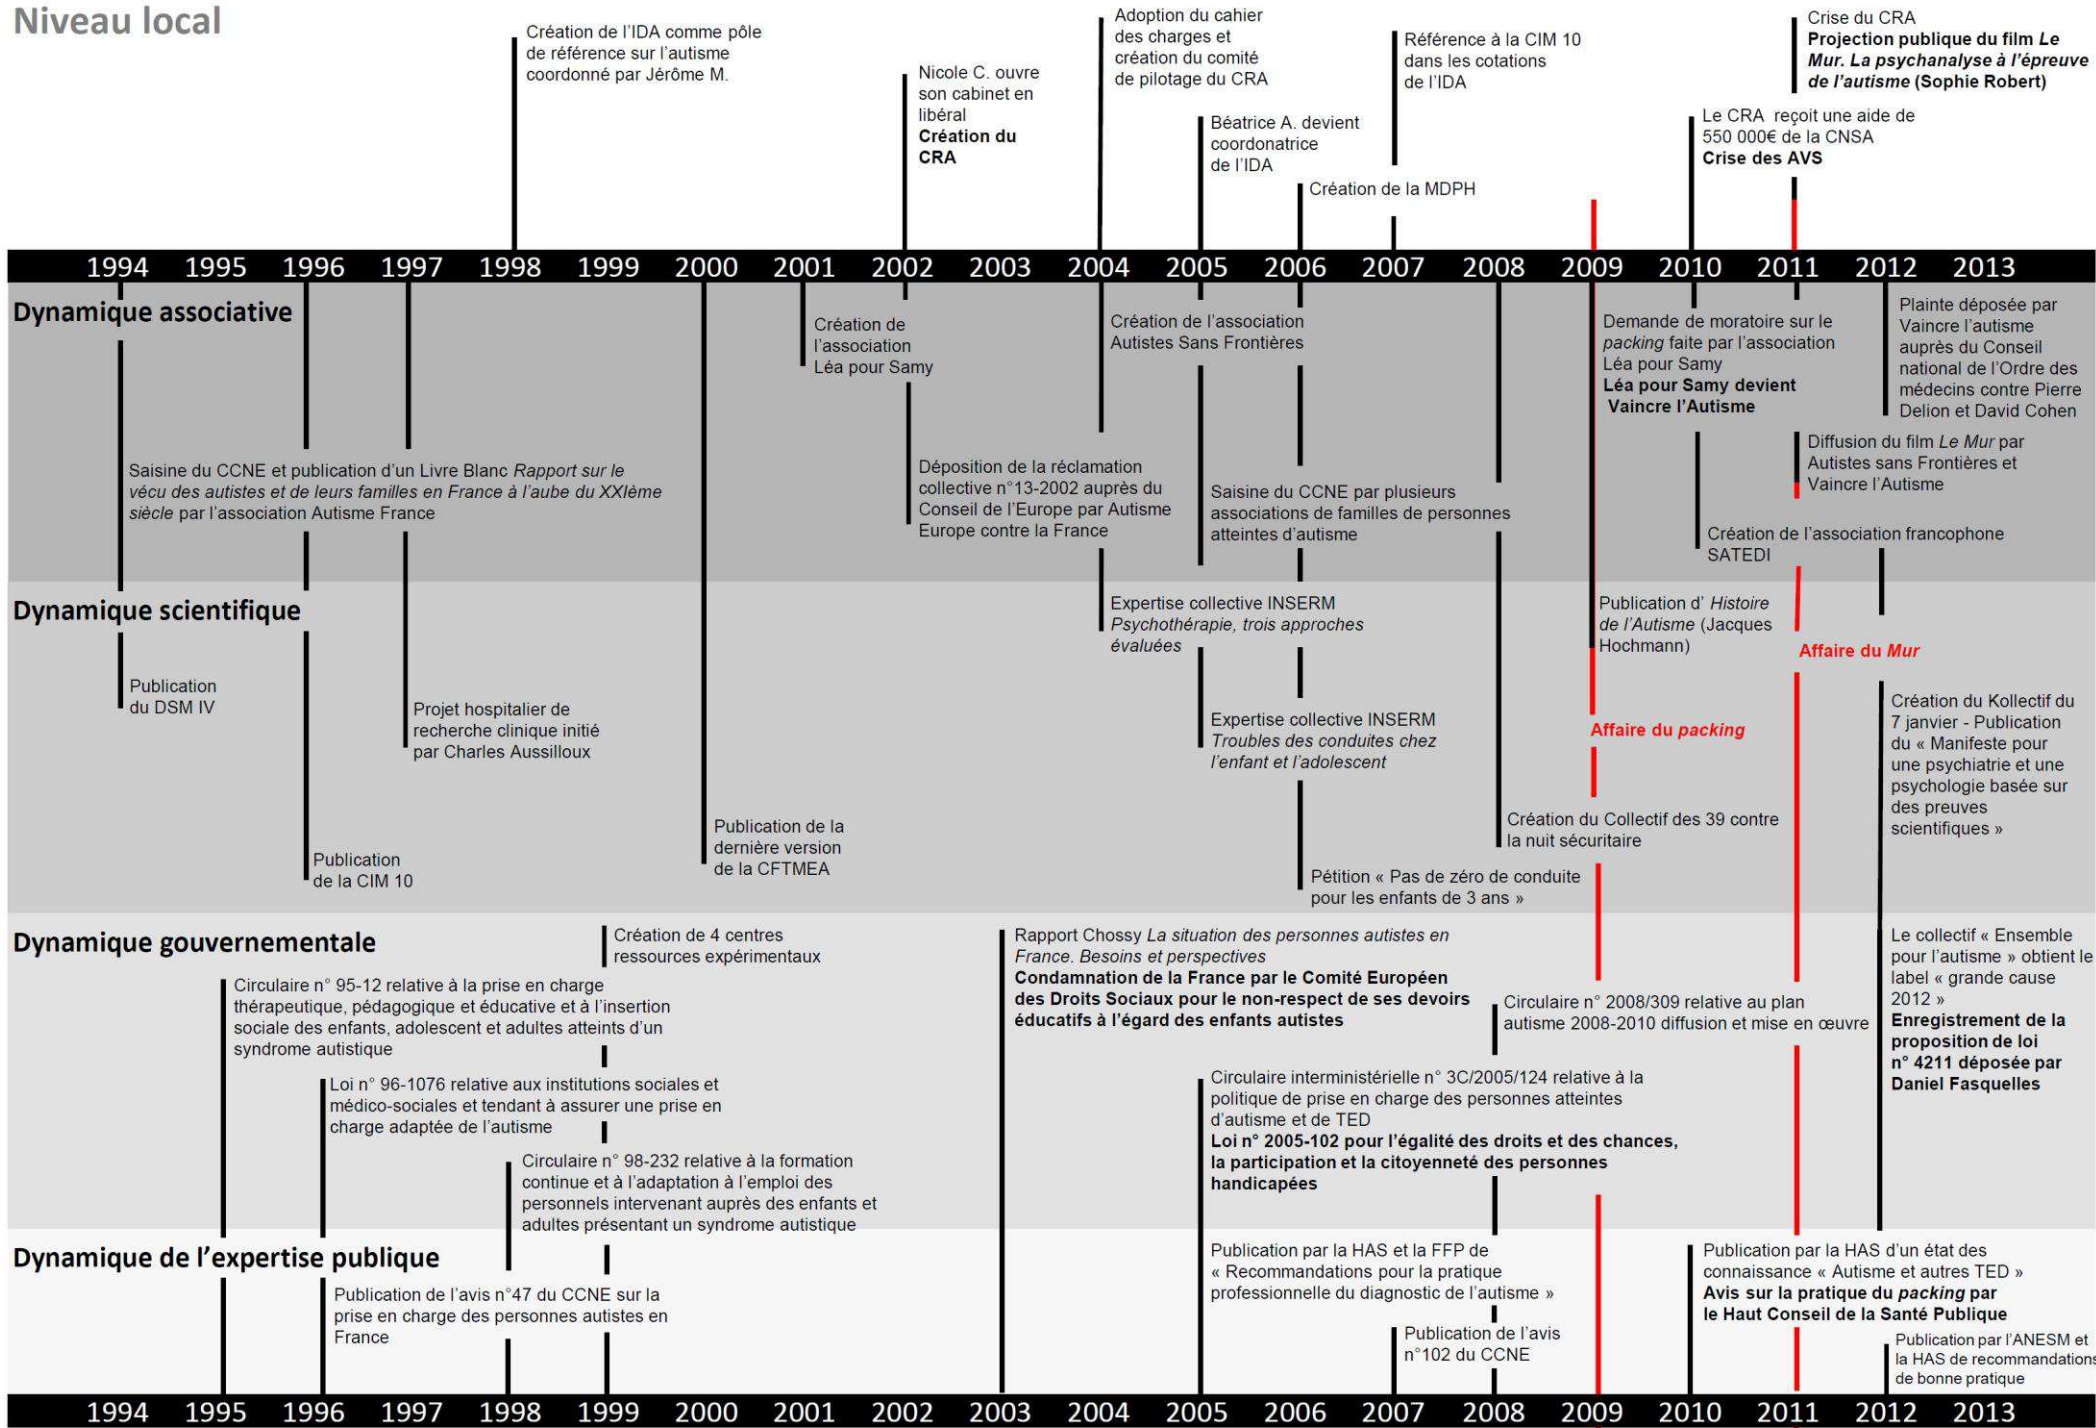 Niveau local
Création de l'IDA comme pôle
de référence sur l'autisme
coordonné par Jérôme M.
Nicole C. ouvre
son cabinet en
libéral
Création du
CRA
Adoption du cahier
des charges et
création du comité
de pilotage du CRA
Béatrice A. devient
coordonatrice
de l'IDA
Création de la MDPH
Référence à la CIM 10
dans les cotations
de l'IDA
Crise du CRA
Projection publique du film Le
Mur. La psychanalyse à l'épreuve
de l'autisme (Sophie Robert)
Le CRA reçoit une aide de
550 000€ de la CNSA
Crise des AVS
1994 1995 1996 1997 1998 1999 2000 2001 2002 2003 2004 2005 2006 2007 2008 2009 2010 2011 2012 2013
Dynamique associative
Saisine du CCNE et publication d'un Livre Blanc Rapport sur le
vécu des autistes et de leurs familles en France à l'aube du XXIème
siècle par l'association Autisme France
Création de
l'association
Léa pour Samy
Déposition de la réclamation
collective n°13-2002 auprès du
Conseil de l'Europe par Autisme
Europe contre la France
Création de l'association
Autistes Sans Frontières
Saisine du CCNE par plusieurs
associations de familles de personnes
atteintes d'autisme
Demande de moratoire sur le
packing faite par l'association
Léa pour Samy
Léa pour Samy devient
Vaincre l'Autisme
Plainte déposée par
Vaincre l'autisme
auprès du Conseil
national de l'Ordre des
médecins contre Pierre
Delion et David Cohen
Diffusion du film Le Mur par
Autistes sans Frontières et
Vaincre l'Autisme
Création de l'association francophone
SATEDI
Dynamique scientifique
Publication
du DSM IV
Publication
de la CIM 10
Projet hospitalier de
recherche clinique initié
par Charles Aussilloux
Publication de la
dernière version
de la CFTMEA
Expertise collective INSERM
Psychothérapie, trois approches
évaluées
Expertise collective INSERM
Troubles des conduites chez
l'enfant et l'adolescent
Pétition « Pas de zéro de conduite
pour les enfants de 3 ans »
Création du Collectif des 39 contre
la nuit sécuritaire
Publication d' Histoire
de l'Autisme (Jacques
Hochmann)
Affaire du packing
Affaire du Mur
Création du Kollectif du
7 janvier - Publication
du « Manifeste pour
une psychiatrie et une
psychologie basée sur
des preuves
scientifiques »
Dynamique gouvernementale
Circulaire n° 95-12 relative à la prise en charge
thérapeutique, pédagogique et éducative et à l'insertion
sociale des enfants, adolescent et adultes atteints d'un
syndrome autistique
Loi n° 96-1076 relative aux institutions sociales et
médico-sociales et tendant à assurer une prise en
charge adaptée de l'autisme
Circulaire n° 98-232 relative à la formation
continue et à l'adaptation à l'emploi des
personnels intervenant auprès des enfants et
adultes présentant un syndrome autistique
Création de 4 centres
ressources expérimentaux
Rapport Chossy La situation des personnes autistes en
France. Besoins et perspectives
Condamnation de la France par le Comité Européen
des Droits Sociaux pour le non-respect de ses devoirs
éducatifs à l'égard des enfants autistes
Circulaire n° 2008/309 relative au plan
autisme 2008-2010 diffusion et mise en œuvre
Circulaire interministérielle n° 3C/2005/124 relative à la
politique de prise en charge des personnes atteintes
d'autisme et de TED
Loi n° 2005-102 pour l'égalité des droits et des chances,
la participation et la citoyenneté des personnes
handicapées
Le collectif « Ensemble
pour l'autisme » obtient le
label « grande cause
2012 »
Enregistrement de la
proposition de loi
n° 4211 déposée par
Daniel Fasquelles
Dynamique de l'expertise publique
Publication de l'avis n°47 du CCNE sur la
prise en charge des personnes autistes en
France
Publication par la HAS et la FFP de
« Recommandations pour la pratique
professionnelle du diagnostic de l'autisme »
Publication de l'avis
n°102 du CCNE
Publication par la HAS d'un état des
connaissance « Autisme et autres TED »
Avis sur la pratique du packing par
le Haut Conseil de la Santé Publique
Publication par l'ANESM et
la HAS de recommandations
de bonne pratique
1994 1995 1996 1997 1998 1999 2000 2001 2002 2003 2004 2005 2006 2007 2008 2009 2010 2011 2012 2013